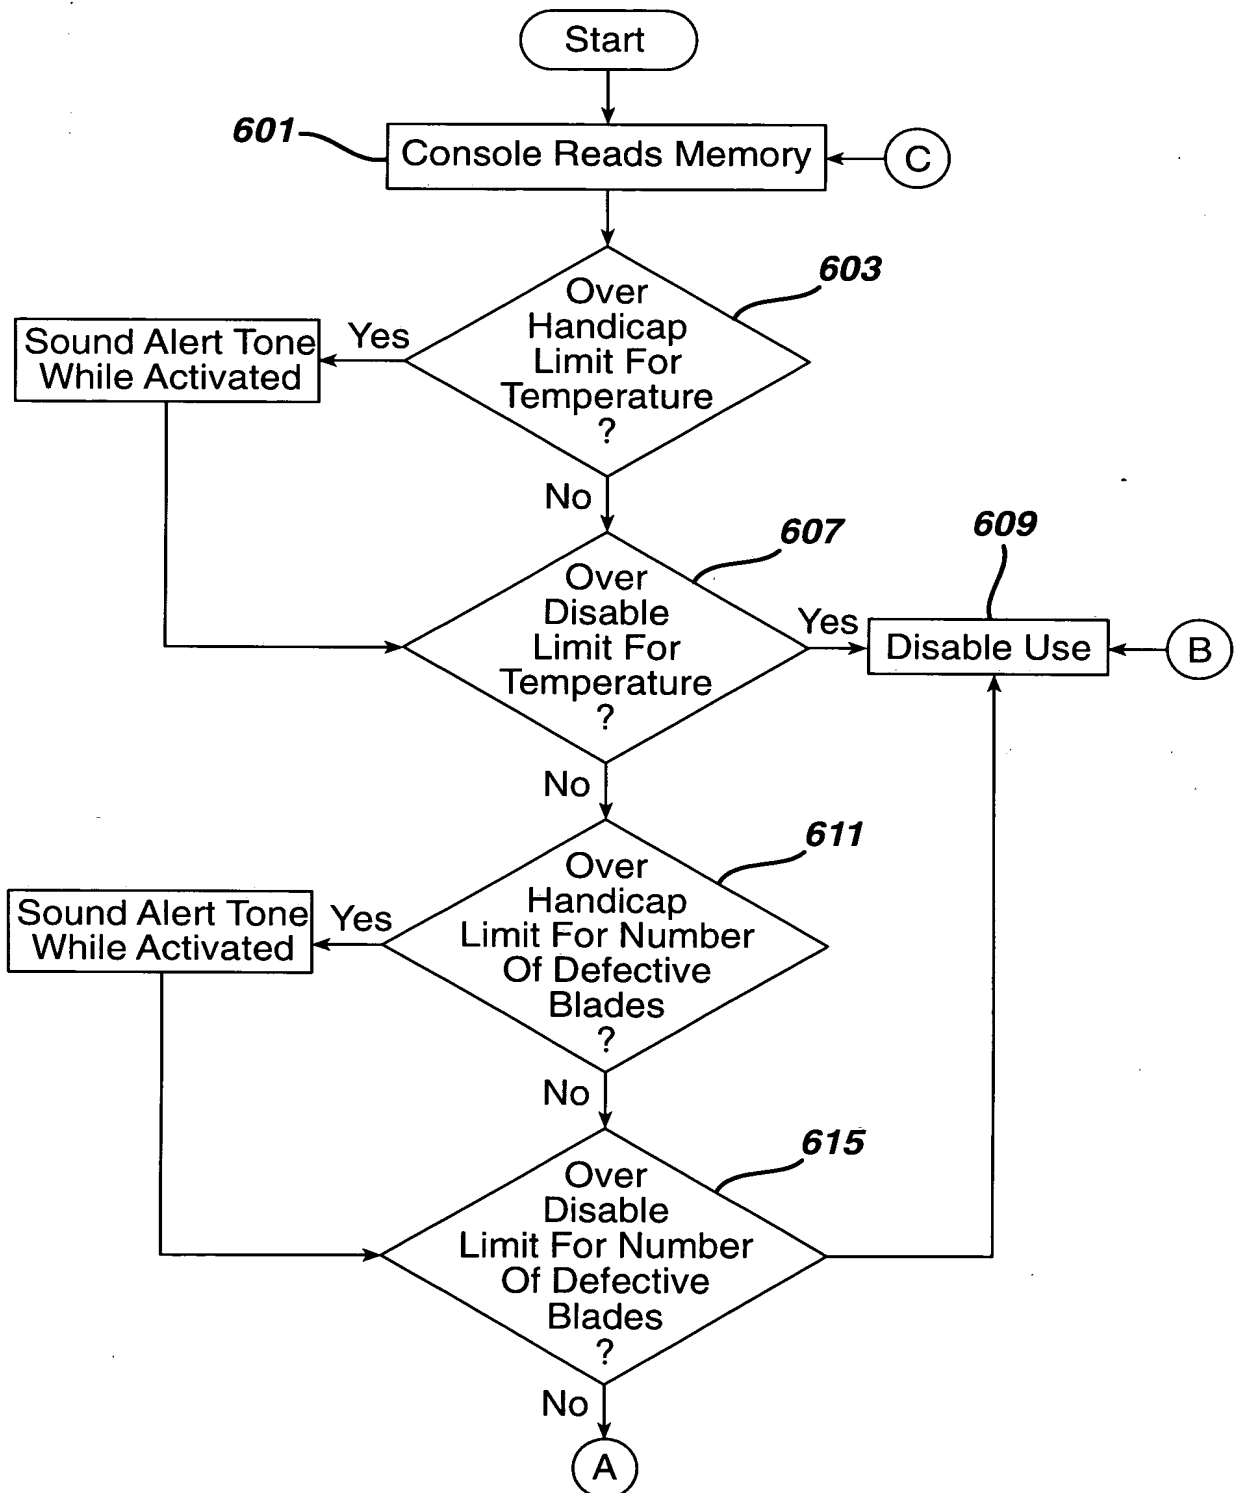 Start
601
Console Reads Memory
C
603
Over
Handicap
Limit For
Temperature
?
Yes
Sound Alert Tone
While Activated
No
607
609
Over
Disable
Limit For
Temperature
?
Yes
Disable Use
B
No
611
Over
Handicap
Limit For Number
Of Defective
Blades
?
Yes
Sound Alert Tone
While Activated
No
615
Over
Disable
Limit For Number
Of Defective
Blades
?
No
A